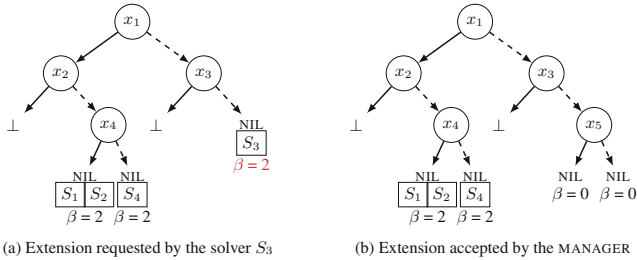 x1 x1
x2 x3 x2 x3
⊥ x4 ⊥ NIL ⊥ x4 ⊥ x5
S3
β = 2
NIL NIL NIL NIL NIL NIL
S1 S2 S4 S1 S2 S4 β = 0 β = 0
β = 2 β = 2 β = 2 β = 2
(a) Extension requested by the solver S3 (b) Extension accepted by the MANAGER